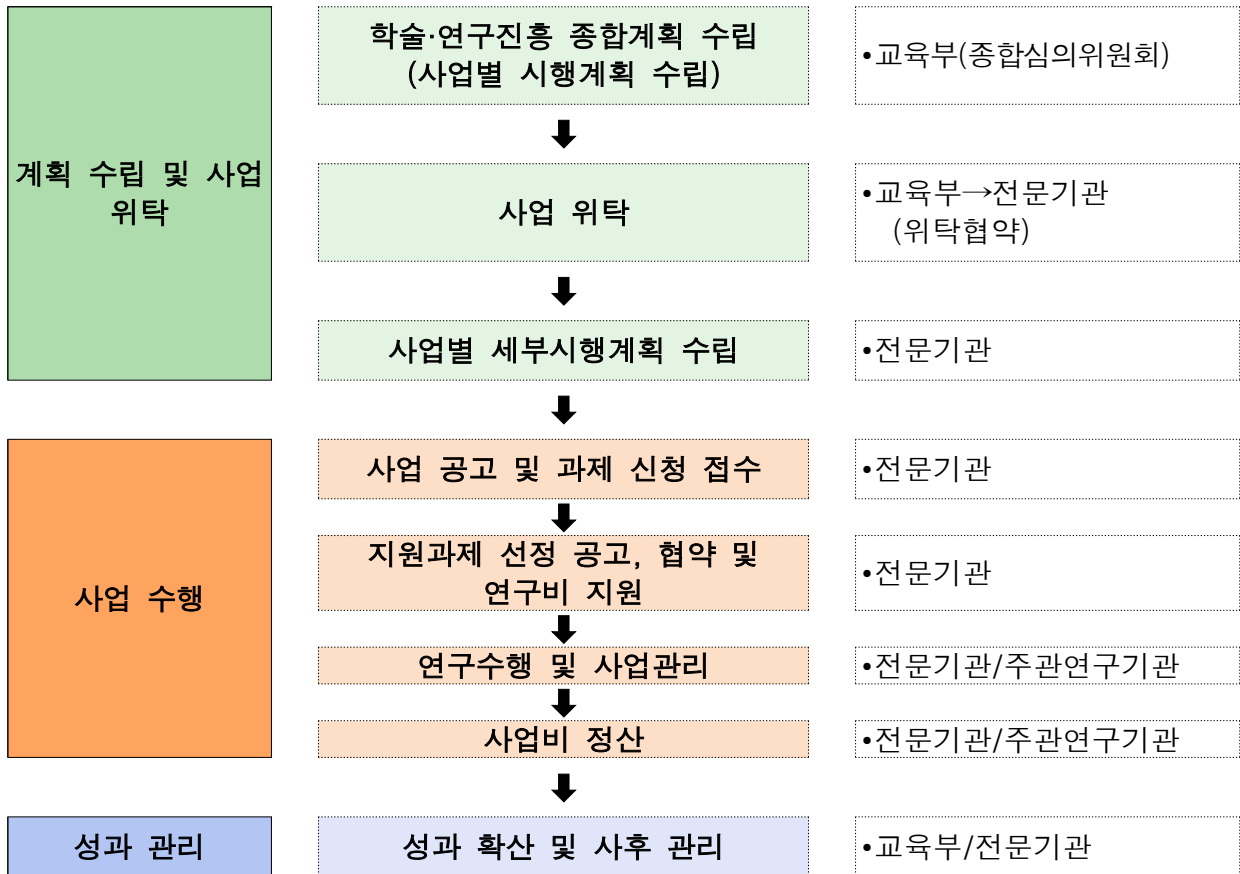 학술·연구진흥 종합계획 수립
(사업별 시행계획 수립)
•교육부(종합심의위원회)
계획 수립 및 사업
위탁
사업 위탁
•교육부→전문기관
(위탁협약)
사업별 세부시행계획 수립
•전문기관
사업 수행
사업 공고 및 과제 신청 접수
•전문기관
지원과제 선정 공고, 협약 및
연구비 지원
•전문기관
연구수행 및 사업관리
•전문기관/주관연구기관
사업비 정산
•전문기관/주관연구기관
성과 관리
성과 확산 및 사후 관리
•교육부/전문기관